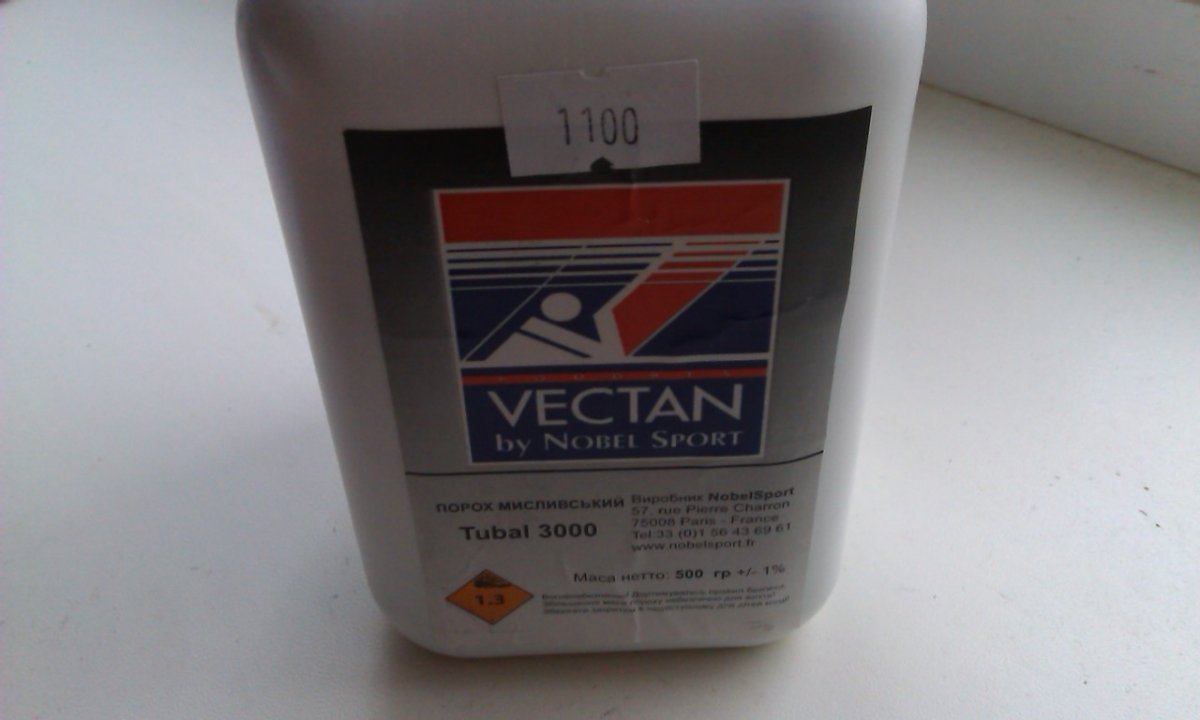 1100
VECTAN
by NOBEL SPORT
ПОРОХ МИСЛИВСЬКИЙ
Tubal 3000
Виробник NobelSport
57, rue Pierre Charron
75008 Paris - France
Tel.33 (0)1 56 43 69 61
www.nobelsport.fr
Маса нетто: 500 гр +/- 1%
1.3